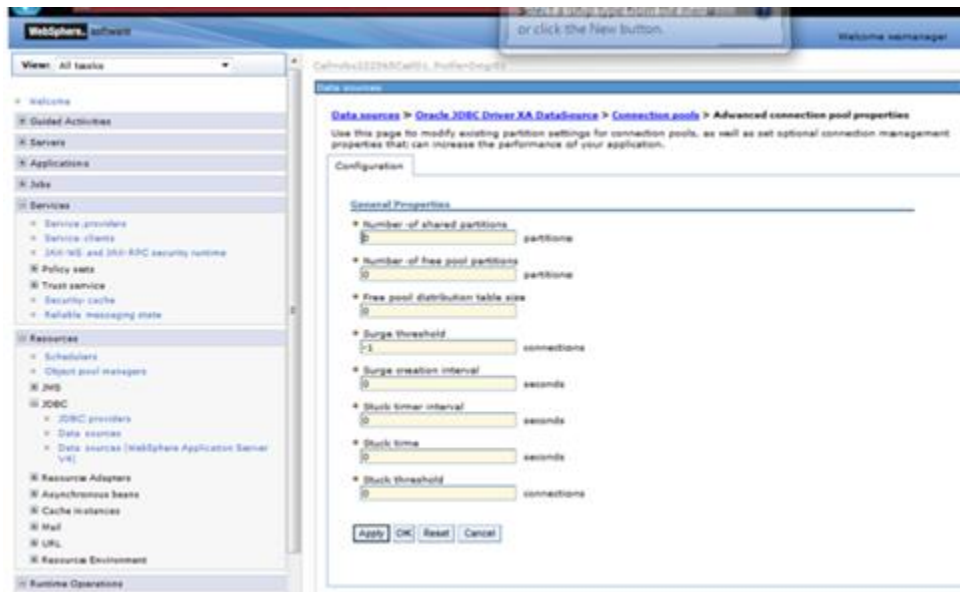 or click the New button.
WebSphere. software
Welcome wsmanager
View: All tasks
Welcome
Guided Activities
Servers
Applications
Jobs
Services
Service providers
Service clients
JAX-WS and JAX-RPC security runtime
Policy sets
Trust service
Security cache
Reliable messaging state
Resources
Schedulers
Object pool managers
JMS
JDBC
JDBC providers
Data sources
Data sources (WebSphere Application Server V4)
Resource Adapters
Asynchronous beans
Cache instances
Mail
URL
Resource Environment
Runtime Operations
Data sources
Data sources > Oracle JDBC Driver XA DataSource > Connection pools > Advanced connection pool properties
Use this page to modify existing partition settings for connection pools, as well as set optional connection management
properties that can increase the performance of your application.
Configuration
General Properties
* Number of shared partitions
0 partitions
* Number of free pool partitions
0 partitions
* Free pool distribution table size
0
* Surge threshold
-1 connections
* Surge creation interval
0 seconds
* Stuck timer interval
0 seconds
* Stuck time
0 seconds
* Stuck threshold
0 connections
Apply OK Reset Cancel